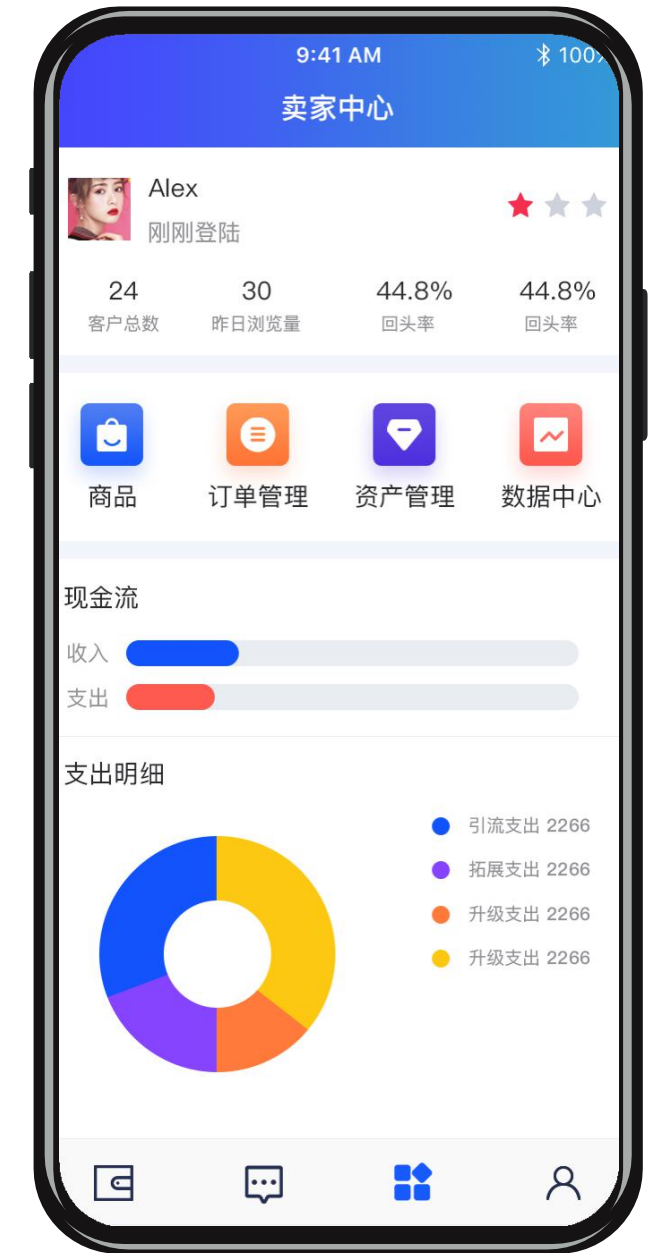 9:41 AM
100%
卖家中心
Alex
刚刚登陆
24
30
44.8%
44.8%
客户总数
昨日浏览量
回头率
回头率
商品
订单管理
资产管理
数据中心
现金流
收入
支出
支出明细
引流支出 2266
拓展支出 2266
升级支出 2266
升级支出 2266